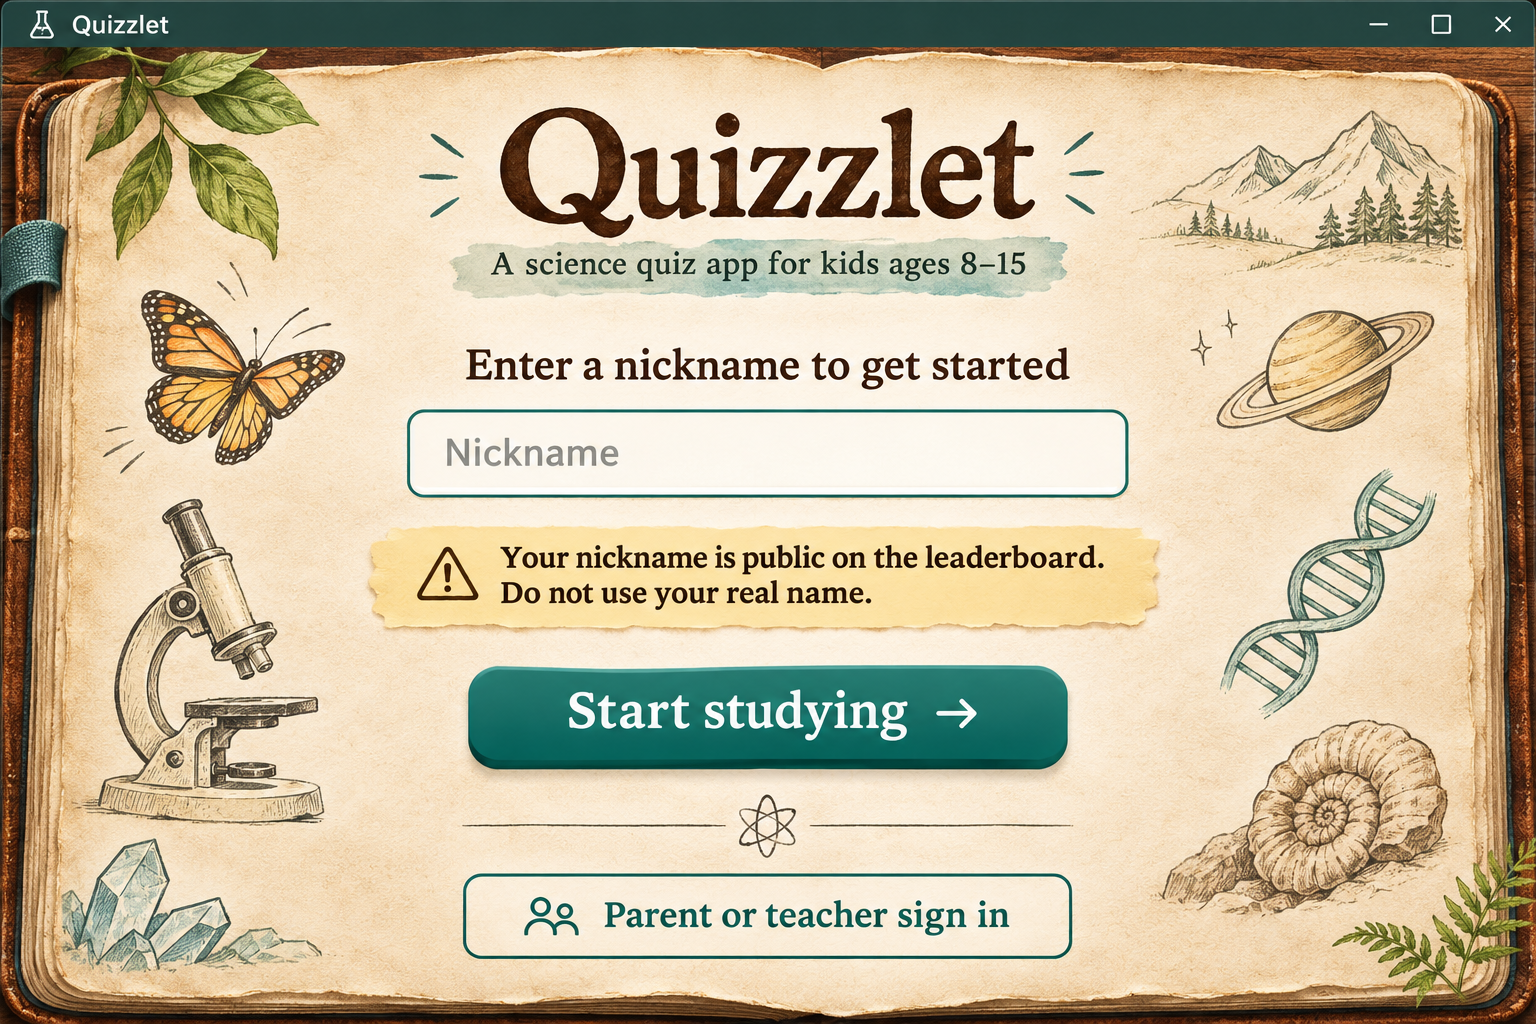 Quizzlet
Quizzlet
A science quiz app for kids ages 8–15
Enter a nickname to get started
Nickname
Your nickname is public on the leaderboard.
Do not use your real name.
Start studying →
Parent or teacher sign in